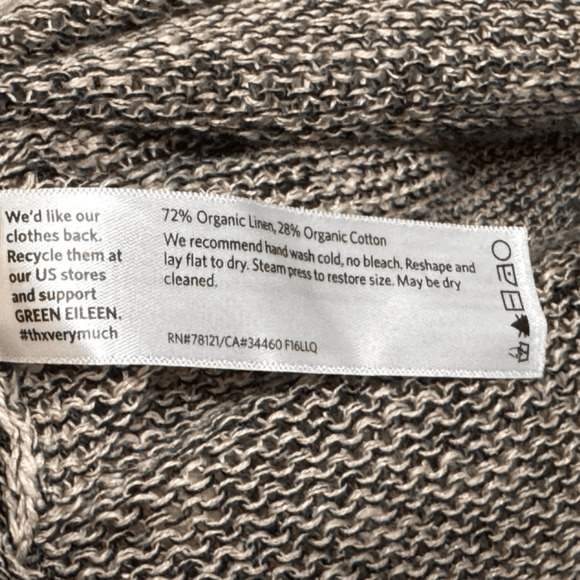 We'd like our
clothes back.
Recycle them at
our US stores
and support
GREEN EILEEN.
#thxverymuch
72% Organic Linen, 28% Organic Cotton
We recommend hand wash cold, no bleach. Reshape and
lay flat to dry. Steam press to restore size. May be dry
cleaned.
RN#78121/CA#34460 F16LLQ